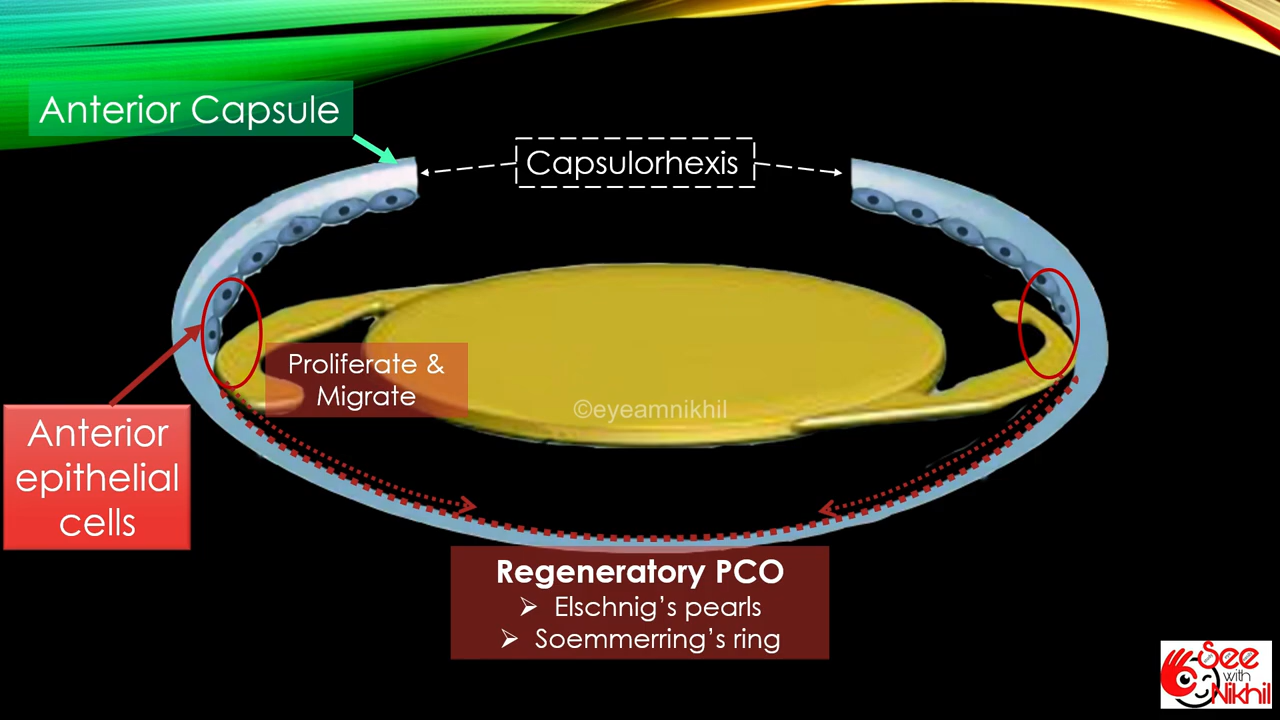 Anterior Capsule
Capsulorhexis
Proliferate &
Migrate
©eyeamnikhil
Anterior
epithelial
cells
Regeneratory PCO
➢ Elschnig's pearls
➢ Soemmerring's ring
See
with
Nikhil